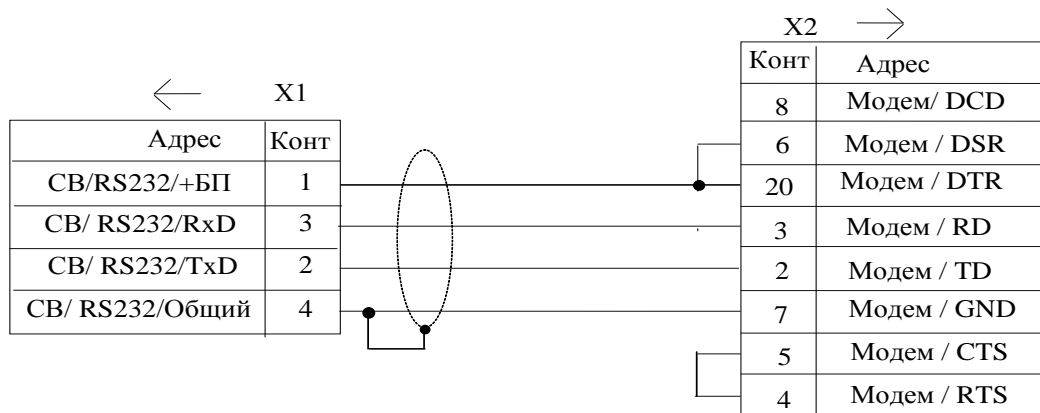 X2
Конт Адрес
8 Модем/ DCD
6 Модем / DSR
20 Модем / DTR
3 Модем / RD
2 Модем / TD
7 Модем / GND
5 Модем / CTS
4 Модем / RTS
X1
Адрес Конт
СВ/RS232/+БП 1
СВ/ RS232/RxD 3
СВ/ RS232/TxD 2
СВ/ RS232/Общий 4